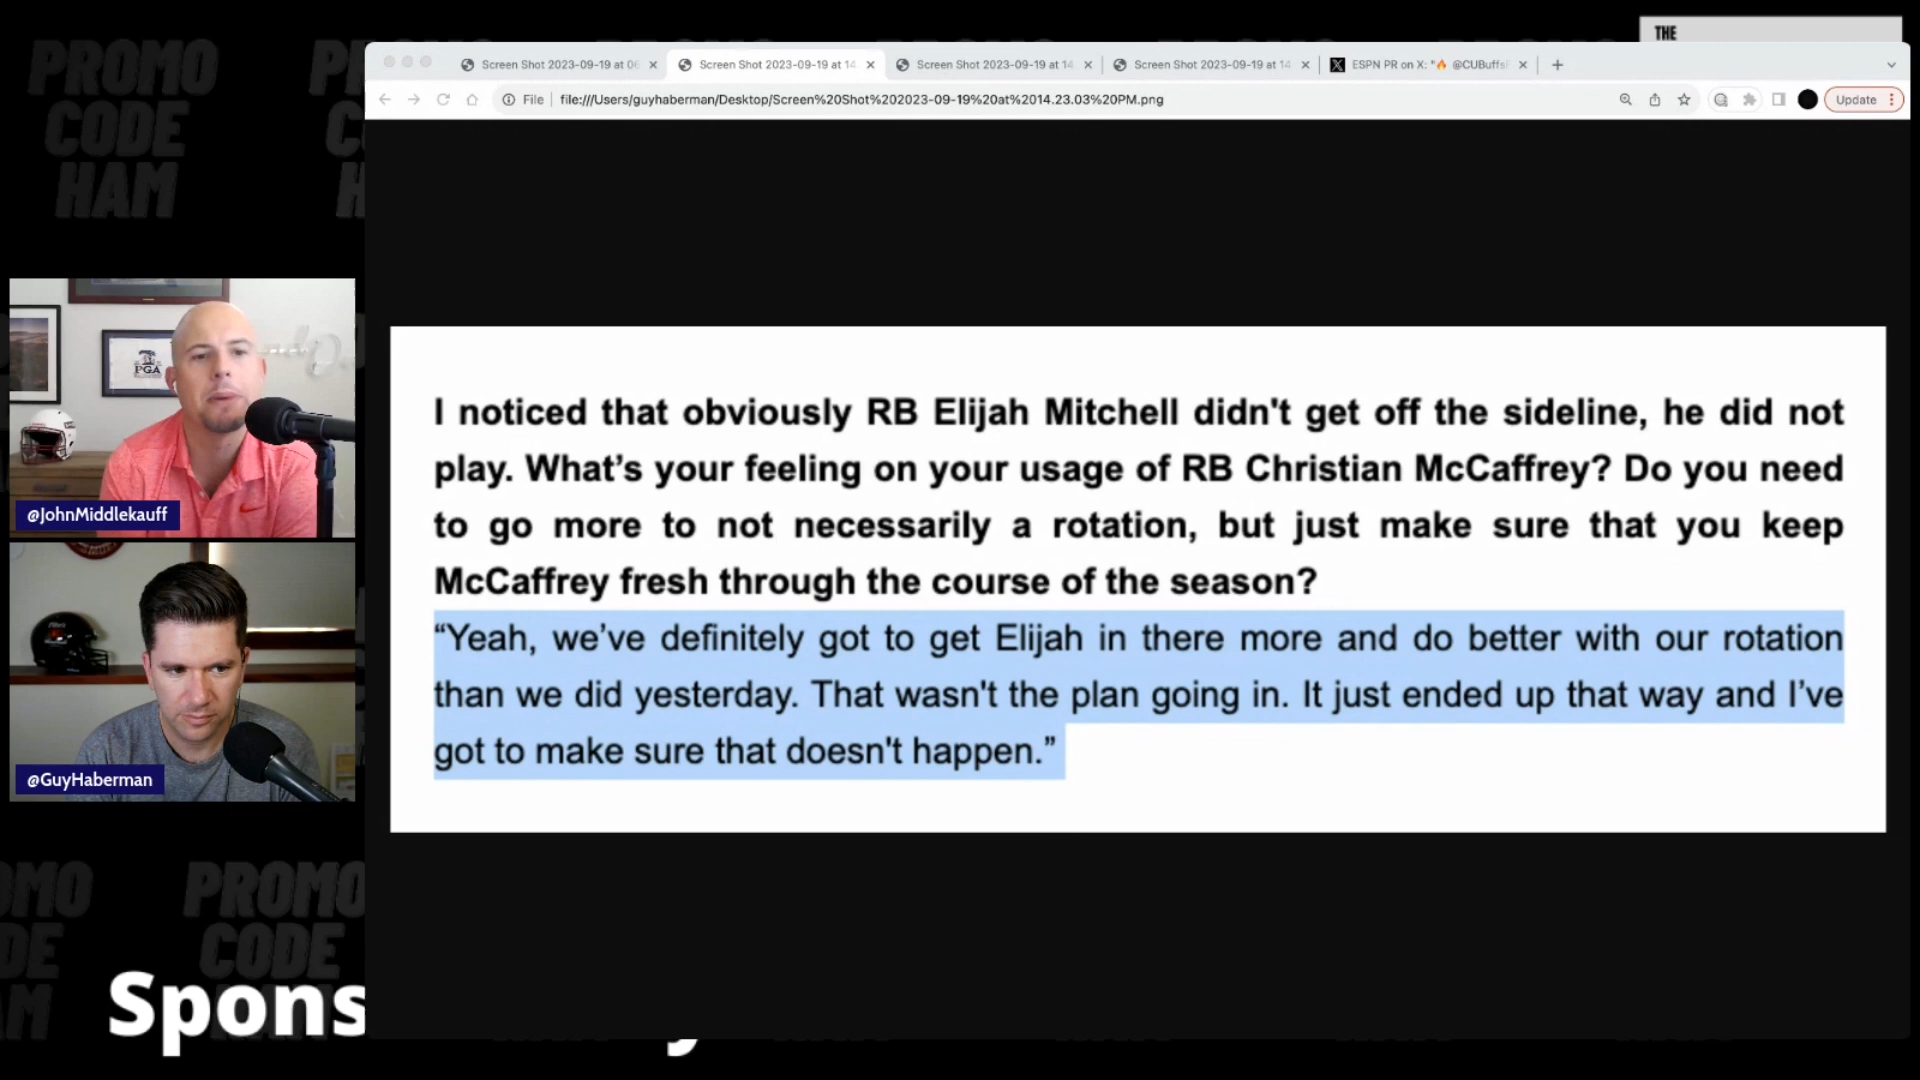 PROMO
CODE
HAM
THE
Screen Shot 2023-09-19 at 06
Screen Shot 2023-09-19 at 14
Screen Shot 2023-09-19 at 14
Screen Shot 2023-09-19 at 14
ESPN PR on X: "🔥 @CUBuffsF
File
file:///Users/guyhaberman/Desktop/Screen%20Shot%202023-09-19%20at%2014.23.03%20PM.png
Update
I noticed that obviously RB Elijah Mitchell didn't get off the sideline, he did not
play. What’s your feeling on your usage of RB Christian McCaffrey? Do you need
to go more to not necessarily a rotation, but just make sure that you keep
McCaffrey fresh through the course of the season?
“Yeah, we’ve definitely got to get Elijah in there more and do better with our rotation
than we did yesterday. That wasn't the plan going in. It just ended up that way and I’ve
got to make sure that doesn't happen.”
PGA
@JohnMiddlekauff
@GuyHaberman
PROMO
CODE
Spons